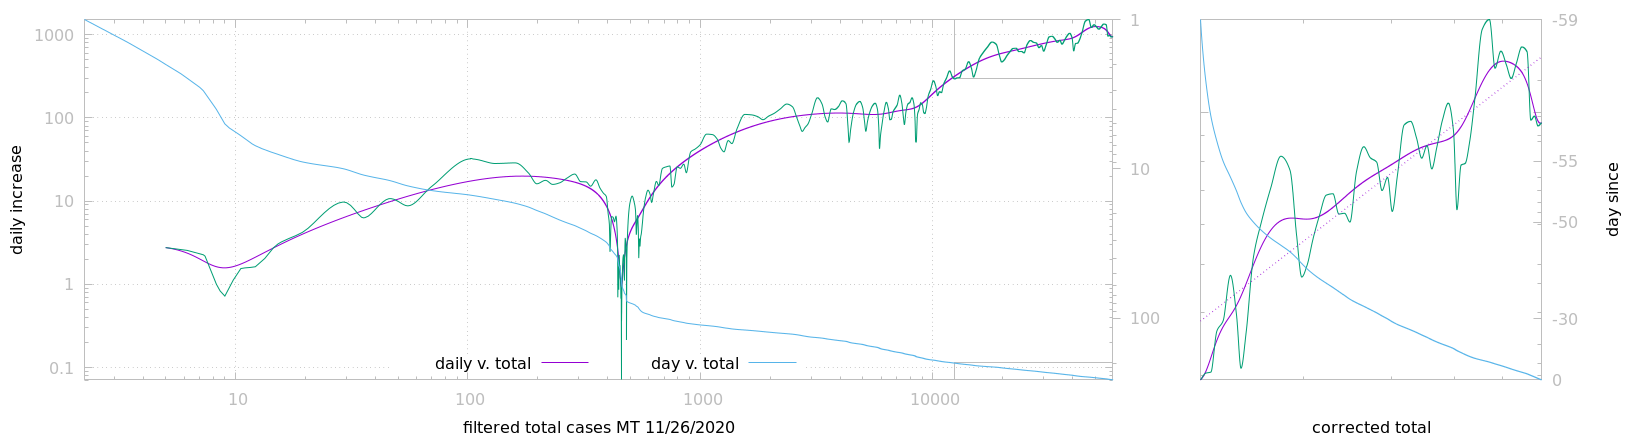 1000
100
10
1
0.1
daily increase
daily v. total
day v. total
10
100
1000
10000
filtered total cases MT 11/26/2020
1
10
100
-59
-55
-50
-30
0
day since
corrected total